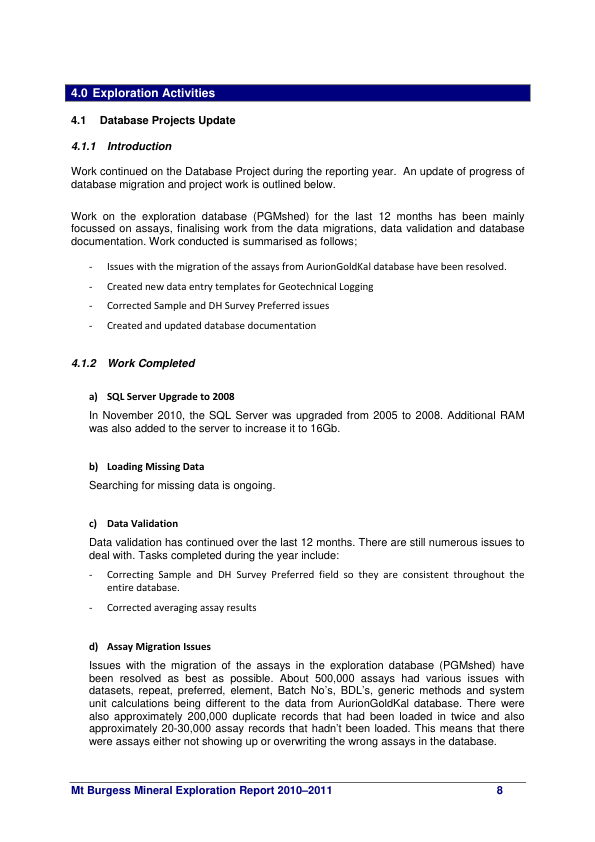 4.0 Exploration Activities
4.1 Database Projects Update
4.1.1 Introduction
Work continued on the Database Project during the reporting year. An update of progress of
database migration and project work is outlined below.
Work on the exploration database (PGMshed) for the last 12 months has been mainly
focussed on assays, finalising work from the data migrations, data validation and database
documentation. Work conducted is summarised as follows;
- Issues with the migration of the assays from AurionGoldKal database have been resolved.
- Created new data entry templates for Geotechnical Logging
- Corrected Sample and DH Survey Preferred issues
- Created and updated database documentation
4.1.2 Work Completed
a) SQL Server Upgrade to 2008
In November 2010, the SQL Server was upgraded from 2005 to 2008. Additional RAM
was also added to the server to increase it to 16Gb.
b) Loading Missing Data
Searching for missing data is ongoing.
c) Data Validation
Data validation has continued over the last 12 months. There are still numerous issues to
deal with. Tasks completed during the year include:
- Correcting Sample and DH Survey Preferred field so they are consistent throughout the
entire database.
- Corrected averaging assay results
d) Assay Migration Issues
Issues with the migration of the assays in the exploration database (PGMshed) have
been resolved as best as possible. About 500,000 assays had various issues with
datasets, repeat, preferred, element, Batch No's, BDL's, generic methods and system
unit calculations being different to the data from AurionGoldKal database. There were
also approximately 200,000 duplicate records that had been loaded in twice and also
approximately 20-30,000 assay records that hadn't been loaded. This means that there
were assays either not showing up or overwriting the wrong assays in the database.
Mt Burgess Mineral Exploration Report 2010–2011 8